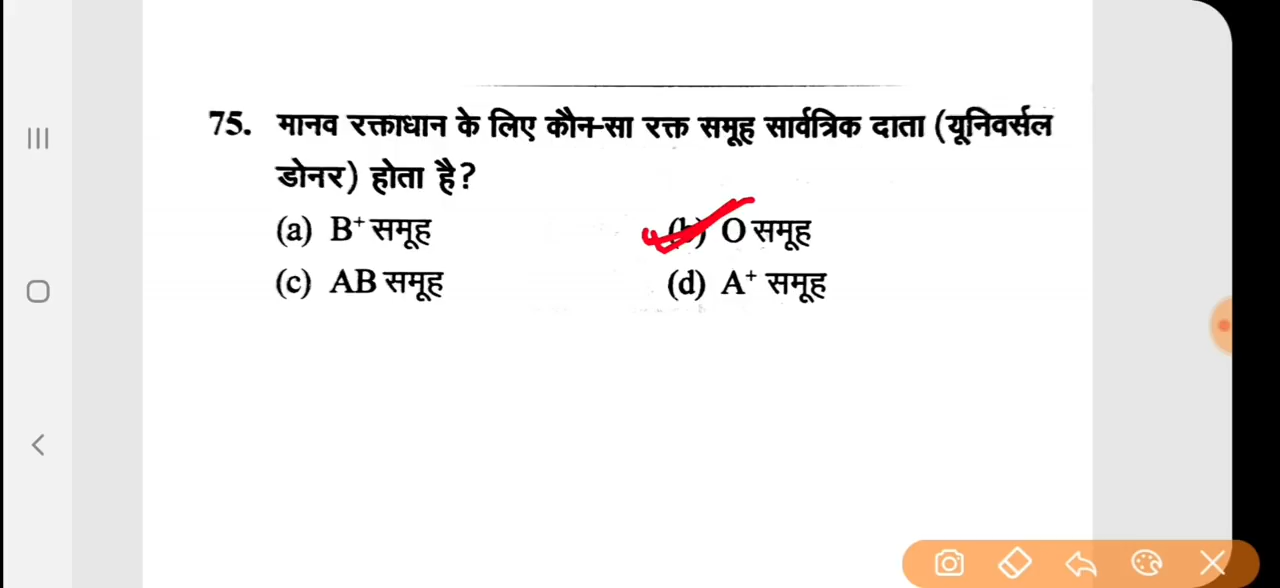 75. मानव रक्ताधान के लिए कौन-सा रक्त समूह सार्वत्रिक दाता (यूनिवर्सल
डोनर) होता है?
(a) B+ समूह (b) O समूह
(c) AB समूह (d) A+ समूह